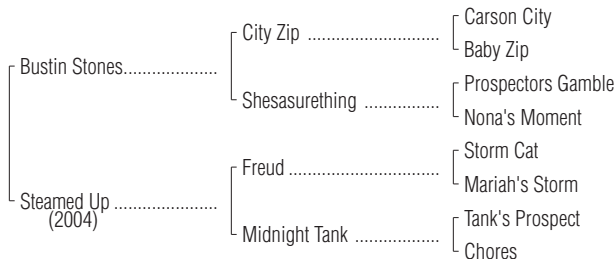 Carson City
City Zip
Baby Zip
Bustin Stones
Prospectors Gamble
Shesasurething
Nona's Moment
Storm Cat
Freud
Mariah's Storm
Steamed Up
(2004)
Tank's Prospect
Midnight Tank
Chores